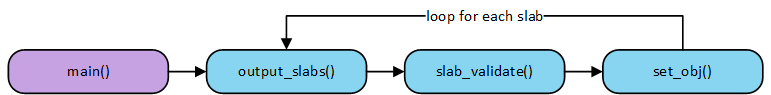 loop for each slab
main()
output_slabs()
slab_validate()
set_obj()